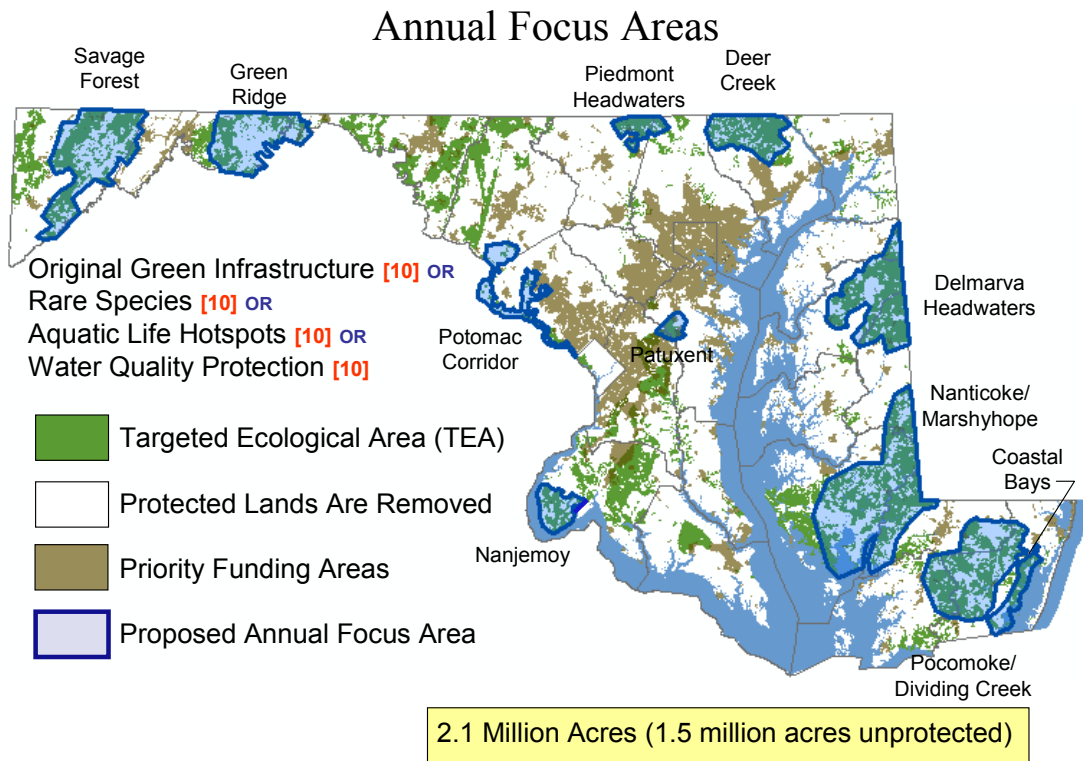 Annual Focus Areas
Savage
Forest
Green
Ridge
Piedmont
Headwaters
Deer
Creek
Original Green Infrastructure [10] OR
Rare Species [10] OR
Aquatic Life Hotspots [10] OR
Water Quality Protection [10]
Potomac
Corridor
Patuxent
Delmarva
Headwaters
Nanticoke/
Marshyhope
Coastal
Bays
Targeted Ecological Area (TEA)
Protected Lands Are Removed
Priority Funding Areas
Proposed Annual Focus Area
Nanjemoy
Pocomoke/
Dividing Creek
2.1 Million Acres (1.5 million acres unprotected)